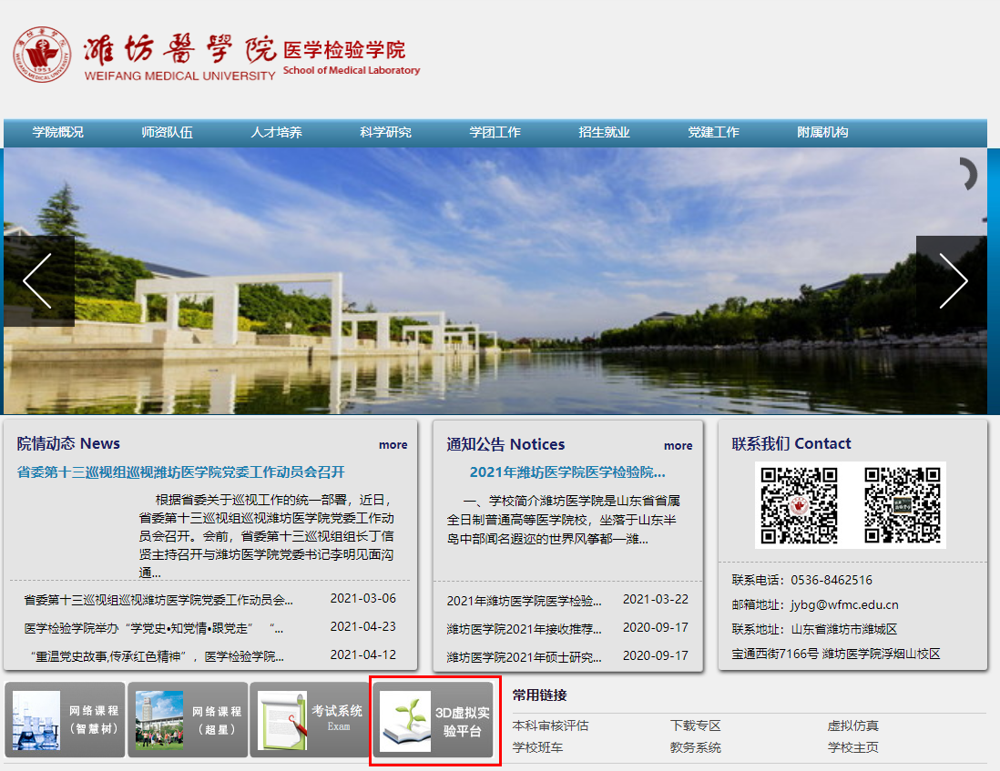 潍坊醫學院 医学检验学院
WEIFANG MEDICAL UNIVERSITY School of Medical Laboratory
学院概况 师资队伍 人才培养 科学研究 学团工作 招生就业 党建工作 附属机构
院情动态 News more
省委第十三巡视组巡视潍坊医学院党委工作动员会召开
根据省委关于巡视工作的统一部署，近日，
省委第十三巡视组巡视潍坊医学院党委工作动
员会召开。会前，省委第十三巡视组组长丁信
贤主持召开与潍坊医学院党委书记李明见面沟
通...
省委第十三巡视组巡视潍坊医学院党委工作动员会... 2021-03-06
医学检验学院举办“学党史•知党情•跟党走” “... 2021-04-23
“重温党史故事,传承红色精神”，医学检验学院... 2021-04-12
通知公告 Notices more
2021年潍坊医学院医学检验院...
一、学校简介潍坊医学院是山东省省属
全日制普通高等医学院校，坐落于山东半
岛中部闻名遐迩的世界风筝都—潍...
2021年潍坊医学院医学检验... 2021-03-22
潍坊医学院2021年接收推荐... 2020-09-17
潍坊医学院2021年硕士研究... 2020-09-17
联系我们 Contact
联系电话：0536-8462516
邮箱地址：jybg@wfmc.edu.cn
联系地址：山东省潍坊市潍城区
宝通西街7166号 潍坊医学院浮烟山校区
网络课程
（智慧树）
网络课程
（超星）
考试系统
Exam
3D虚拟实
验平台
常用链接
本科审核评估 下载专区 虚拟仿真
学校班车 教务系统 学校主页